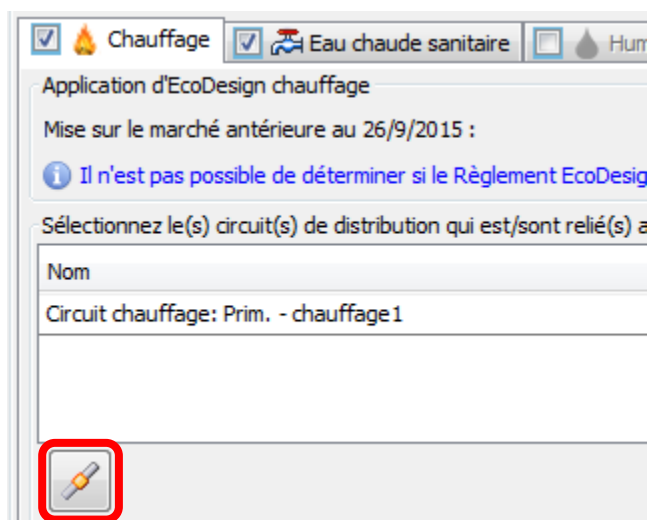 Chauffage Eau chaude sanitaire
Application d'EcoDesign chauffage
Mise sur le marché antérieure au 26/9/2015 :
Il n'est pas possible de déterminer si le Règlement
Sélectionnez le(s) circuit(s) de distribution qui est/sont relié(s)
Nom
Circuit chauffage: Prim. - chauffage1